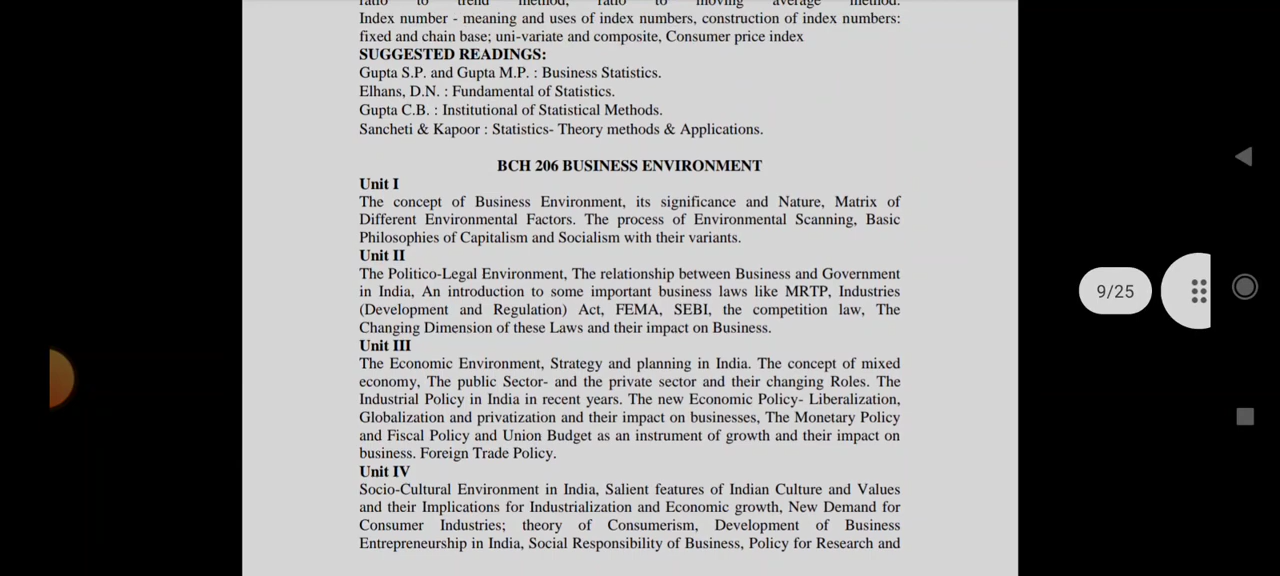 ratio to trend method, ratio to moving average method.
Index number - meaning and uses of index numbers, construction of index numbers:
fixed and chain base; uni-variate and composite, Consumer price index
SUGGESTED READINGS:
Gupta S.P. and Gupta M.P. : Business Statistics.
Elhans, D.N. : Fundamental of Statistics.
Gupta C.B. : Institutional of Statistical Methods.
Sancheti & Kapoor : Statistics- Theory methods & Applications.
BCH 206 BUSINESS ENVIRONMENT
Unit I
The concept of Business Environment, its significance and Nature, Matrix of
Different Environmental Factors. The process of Environmental Scanning, Basic
Philosophies of Capitalism and Socialism with their variants.
Unit II
The Politico-Legal Environment, The relationship between Business and Government
in India, An introduction to some important business laws like MRTP, Industries
(Development and Regulation) Act, FEMA, SEBI, the competition law, The
Changing Dimension of these Laws and their impact on Business.
Unit III
The Economic Environment, Strategy and planning in India. The concept of mixed
economy, The public Sector- and the private sector and their changing Roles. The
Industrial Policy in India in recent years. The new Economic Policy- Liberalization,
Globalization and privatization and their impact on businesses, The Monetary Policy
and Fiscal Policy and Union Budget as an instrument of growth and their impact on
business. Foreign Trade Policy.
Unit IV
Socio-Cultural Environment in India, Salient features of Indian Culture and Values
and their Implications for Industrialization and Economic growth, New Demand for
Consumer Industries; theory of Consumerism, Development of Business
Entrepreneurship in India, Social Responsibility of Business, Policy for Research and
9/25